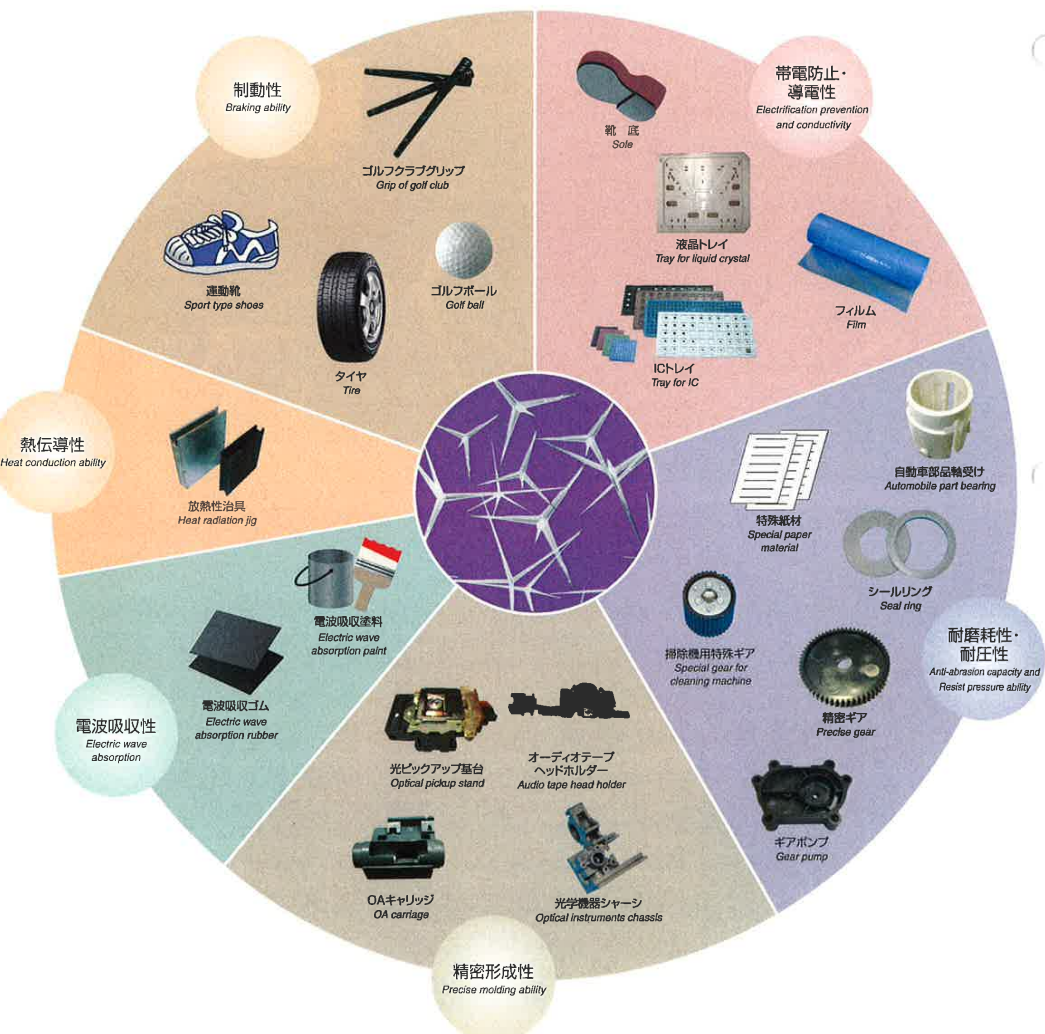 制動性
Braking ability
ゴルフクラブグリップ
Grip of golf club
運動靴
Sport type shoes
タイヤ
Tire
ゴルフボール
Golf ball
帯電防止・
導電性
Electrification prevention
and conductivity
靴 底
Sole
液晶トレイ
Tray for liquid crystal
フィルム
Film
ICトレイ
Tray for IC
熱伝導性
Heat conduction ability
放熱性治具
Heat radiation jig
自動車部品軸受け
Automobile part bearing
特殊紙材
Special paper
material
シールリング
Seal ring
掃除機用特殊ギア
Special gear for
cleaning machine
精密ギア
Precise gear
ギアポンプ
Gear pump
耐磨耗性・
耐圧性
Anti-abrasion capacity and
Resist pressure ability
電波吸収塗料
Electric wave
absorption paint
電波吸収ゴム
Electric wave
absorption rubber
電波吸収性
Electric wave
absorption
光ピックアップ基台
Optical pickup stand
オーディオテープ
ヘッドホルダー
Audio tape head holder
OAキャリッジ
OA carriage
光学機器シャーシ
Optical instruments chassis
精密形成性
Precise molding ability